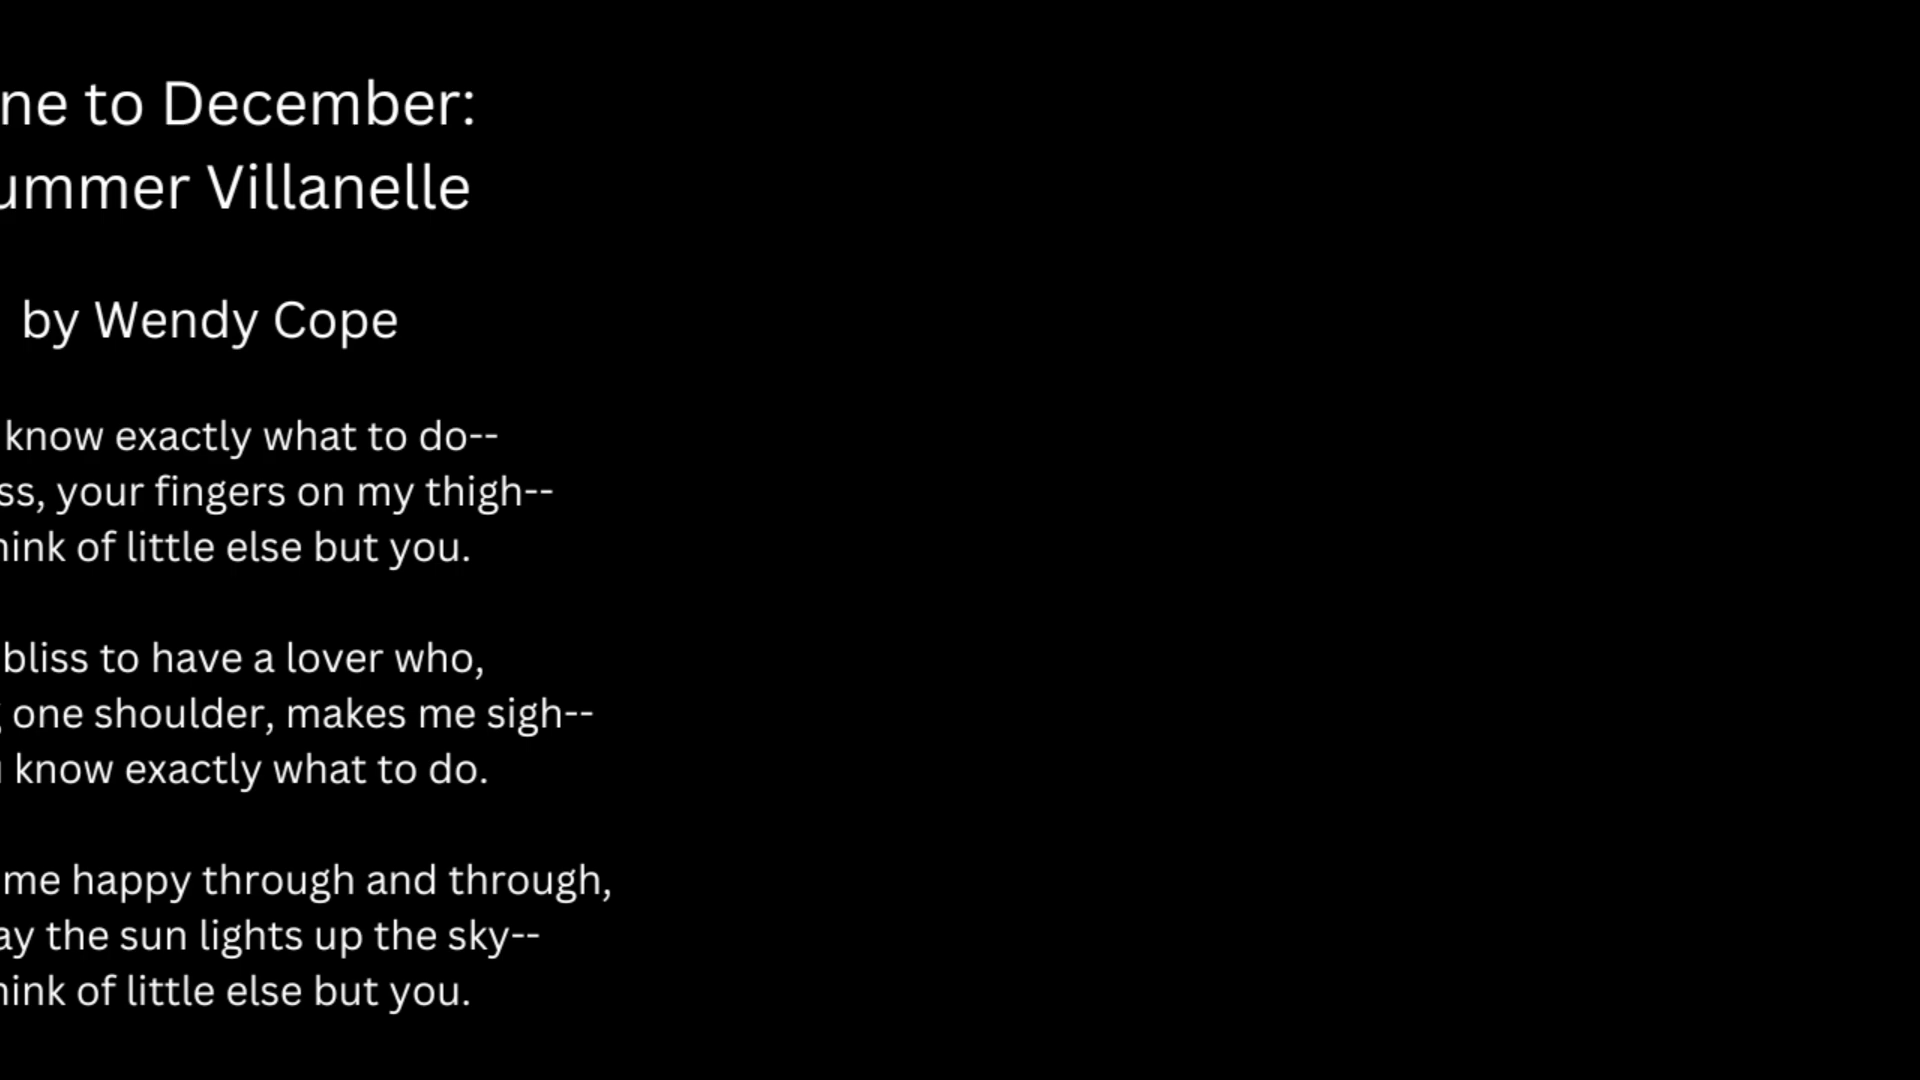 ne to December:
ummer Villanelle
by Wendy Cope
know exactly what to do--
ss, your fingers on my thigh--
hink of little else but you.
bliss to have a lover who,
one shoulder, makes me sigh--
know exactly what to do.
me happy through and through,
ay the sun lights up the sky--
hink of little else but you.